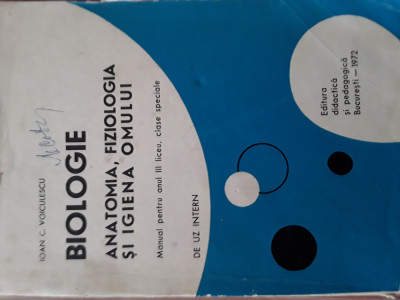 IOAN C. VOICULESCU
BIOLOGIE
ANATOMIA, FIZIOLOGIA
ȘI IGIENA OMULUI
Manual pentru anul III liceu, clase speciale
DE UZ INTERN
Editura
didactică
și pedagogică
București — 1972